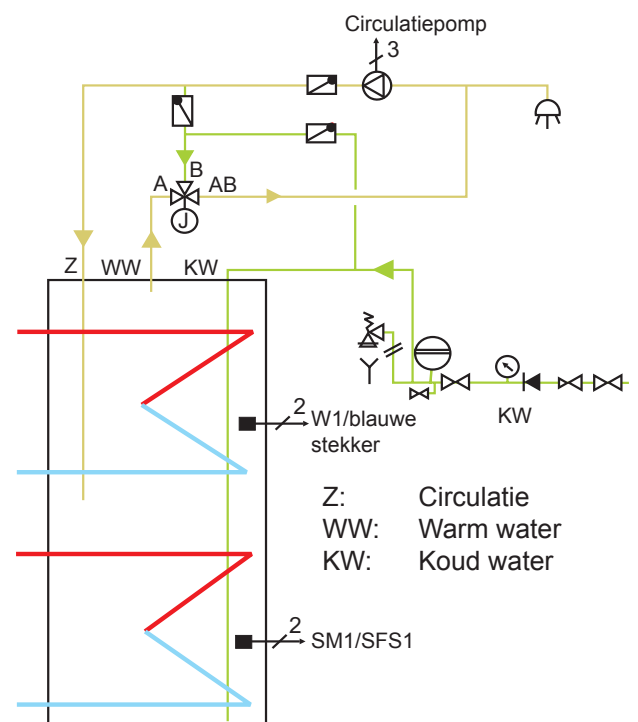 Circulatiepomp
3
B
A
AB
J
Z
WW
KW
KW
2
W1/blauwe
stekker
Z: Circulatie
WW: Warm water
KW: Koud water
2
SM1/SFS1